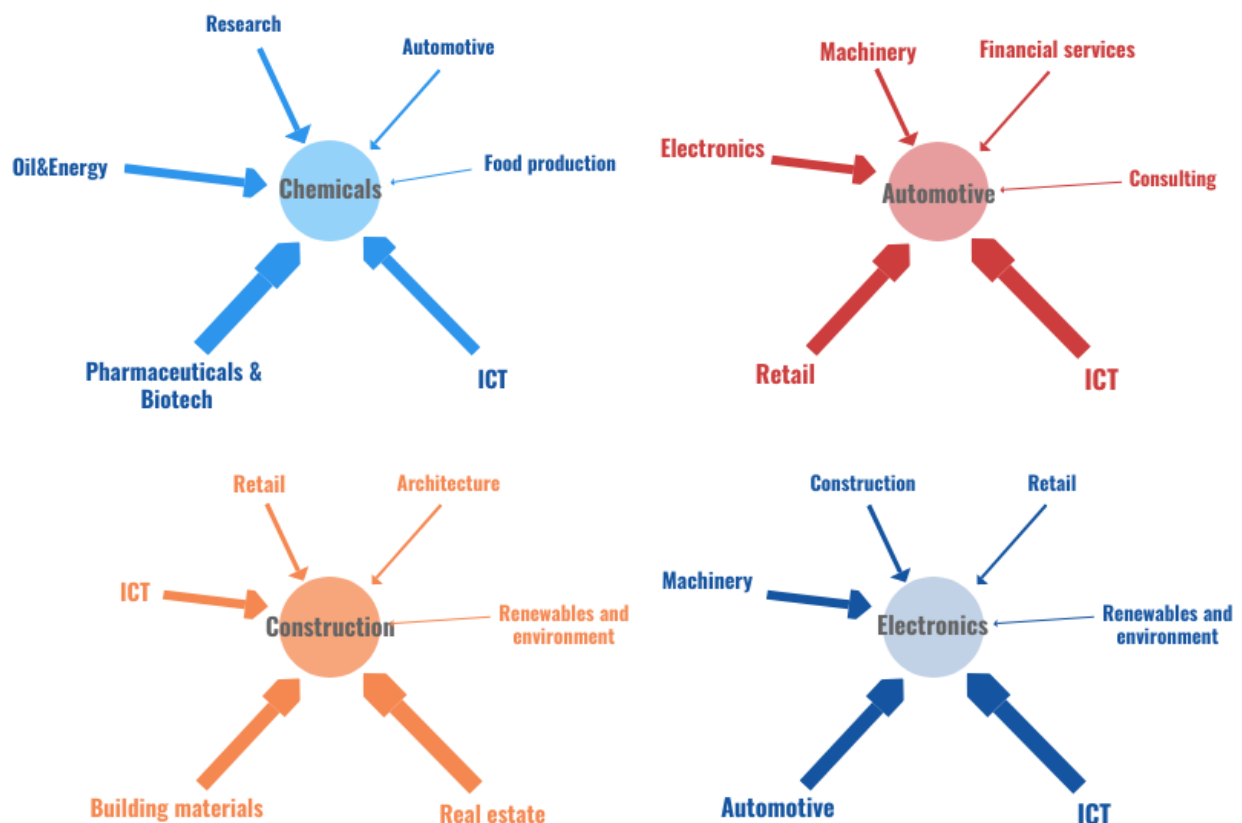 Research
Automotive
Oil&Energy
Chemicals
Food production
Pharmaceuticals &
Biotech
ICT
Machinery
Financial services
Electronics
Automotive
Consulting
Retail
ICT
Retail
Architecture
ICT
Construction
Renewables and
environment
Building materials
Real estate
Construction
Retail
Machinery
Electronics
Renewables and
environment
Automotive
ICT